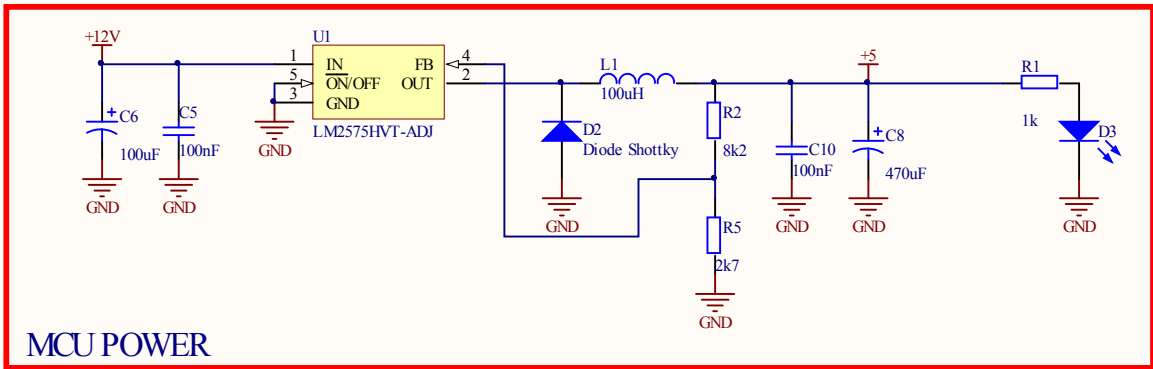 +12V
U1
1
IN
5
ON/OFF
3
GND
FB
4
OUT
2
LM2575HVT-ADJ
GND
C6
100uF
GND
C5
100nF
GND
L1
100uH
D2
Diode Shottky
GND
R2
8k2
R5
2k7
GND
C10
100nF
GND
+5
C8
470uF
GND
R1
1k
D3
GND
MCU POWER